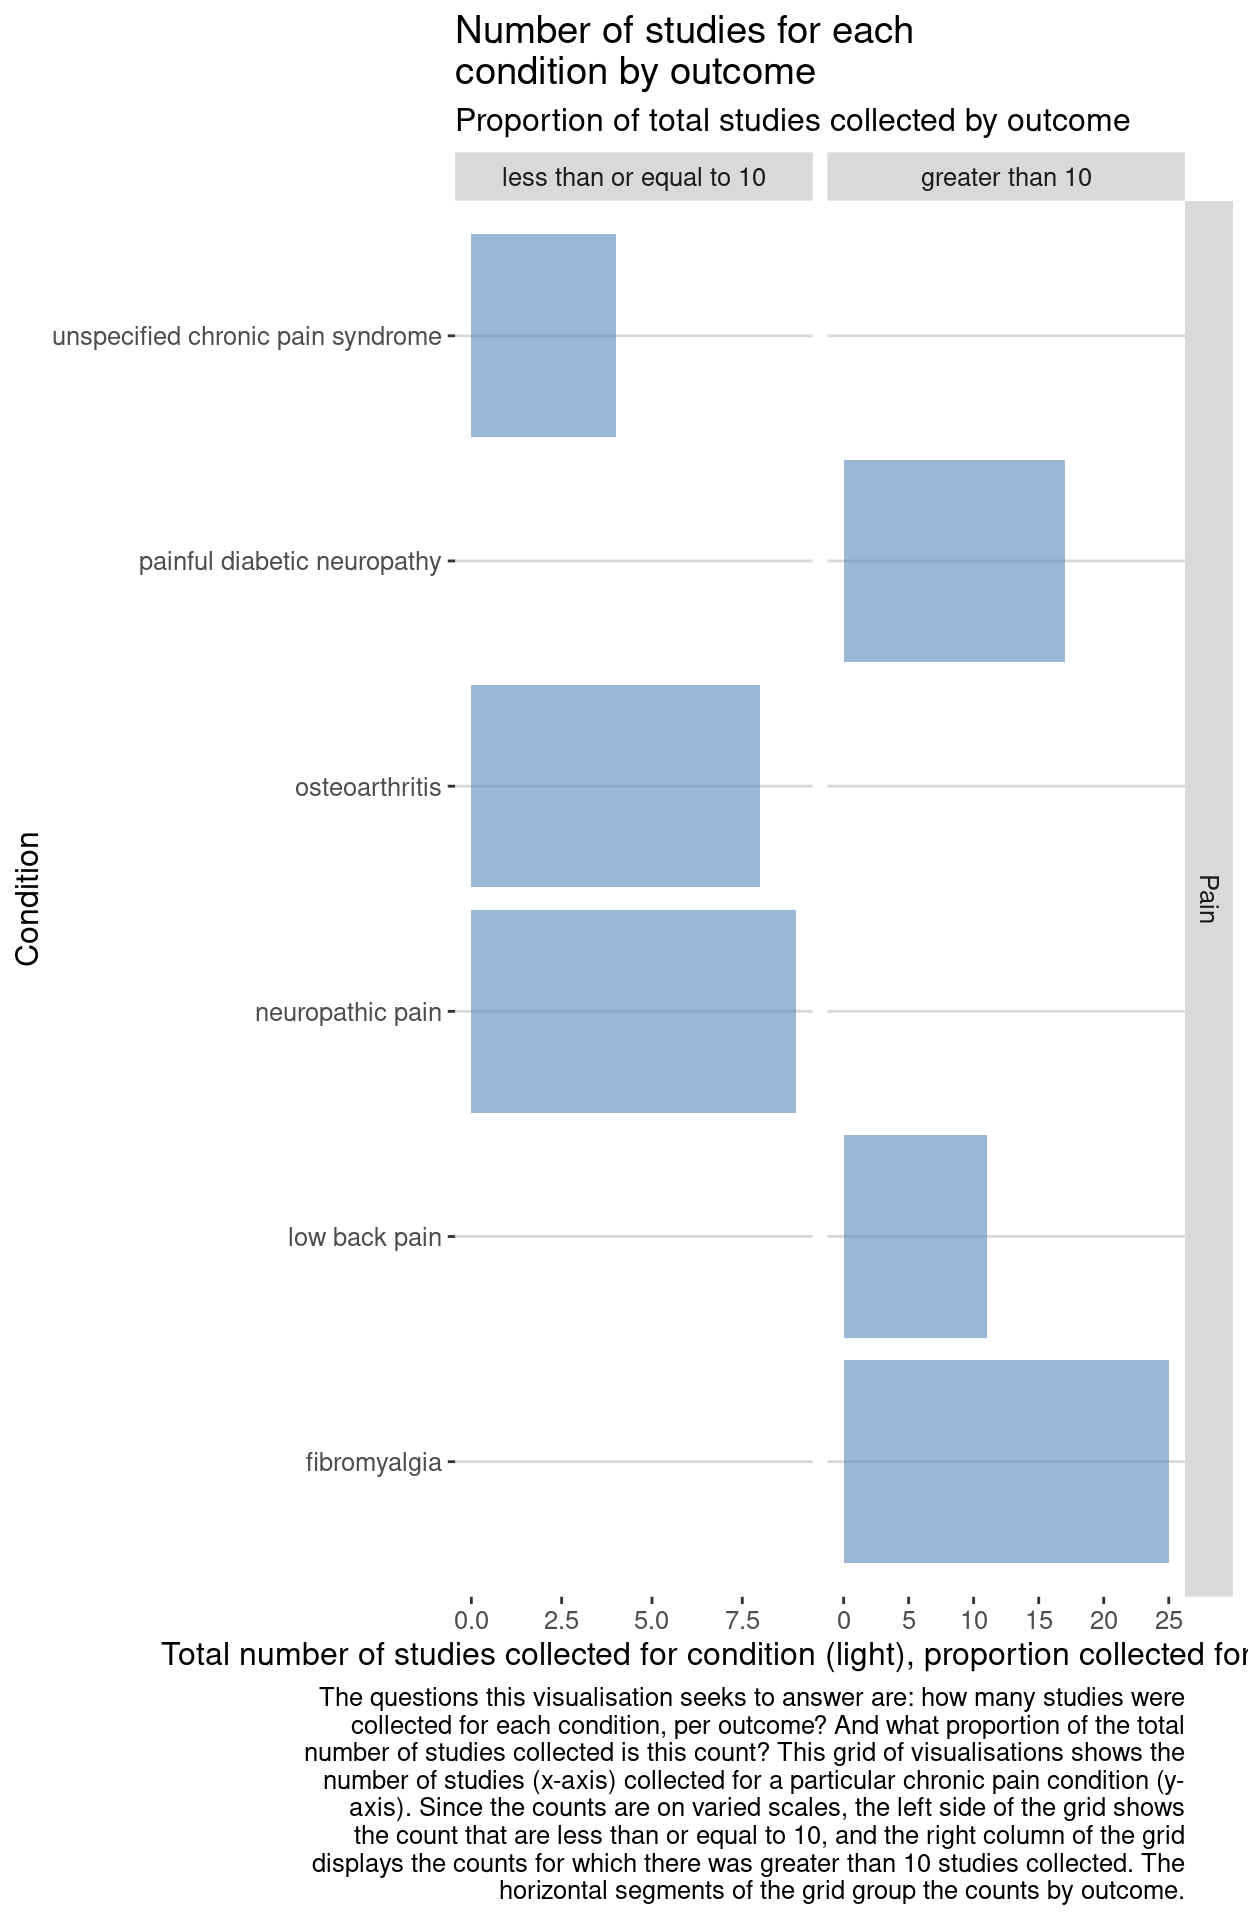 Number of studies for each
condition by outcome
Proportion of total studies collected by outcome
less than or equal to 10
greater than 10
unspecified chronic pain syndrome
painful diabetic neuropathy
osteoarthritis
neuropathic pain
low back pain
fibromyalgia
Condition
Pain
0.0 2.5 5.0 7.5 0 5 10 15 20 25
Total number of studies collected for condition (light), proportion collected for
The questions this visualisation seeks to answer are: how many studies were
collected for each condition, per outcome? And what proportion of the total
number of studies collected is this count? This grid of visualisations shows the
number of studies (x-axis) collected for a particular chronic pain condition (y-
axis). Since the counts are on varied scales, the left side of the grid shows
the count that are less than or equal to 10, and the right column of the grid
displays the counts for which there was greater than 10 studies collected. The
horizontal segments of the grid group the counts by outcome.